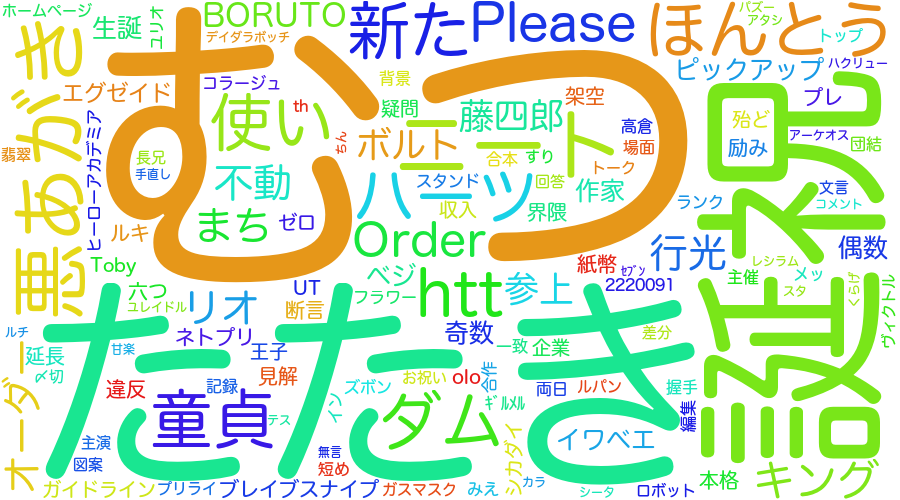 ホームページ
生誕
ユリオ
BORUTO
デイダラボッチ
新た
Please
ほんとう
パズー
アタシ
トップ
悪あがき
むつ
コラージュ
背景
ピックアップ
ハクリュー
祝
エグゼイド
th
使い
疑問
ニート
藤四郎
架空
プレ
殆ど
アーケオス
高倉
場面
励み
団結
翡翠
ヒーローアカデミア
長兄
手直し
ちん
ボルト
合本
すり
トーク
不動
スタンド
回答
作家
文言
ハーツ
ランク
コメント
ルキ
まち
ゼロ
収入
界隈
Order
行光
偶数
Toby
ベジ
htt
参上
紙幣
ゼブン
レシラム
主催
メッ
六つ
UT
フラワー
2220091
スタ
くらげ
ヴィクトル
ユレイドル
リオ
断言
たたき
証
ルチ
甘楽
ネトプリ
奇数
差分
延長
王子
一致
企業
〆切
オーダー
違反
記録
見解
ズボン
お祝い
olo
合作
両日
ルパン
握手
童貞
イン
ダム
ギルメル
編集
テス
シカダイ
イワベエ
主演
無言
図案
短め
本格
キング
ガイドライン
プリライ
ブレイブスナイプ
ガスマスク
みえ
カラ
シータ
ロボット